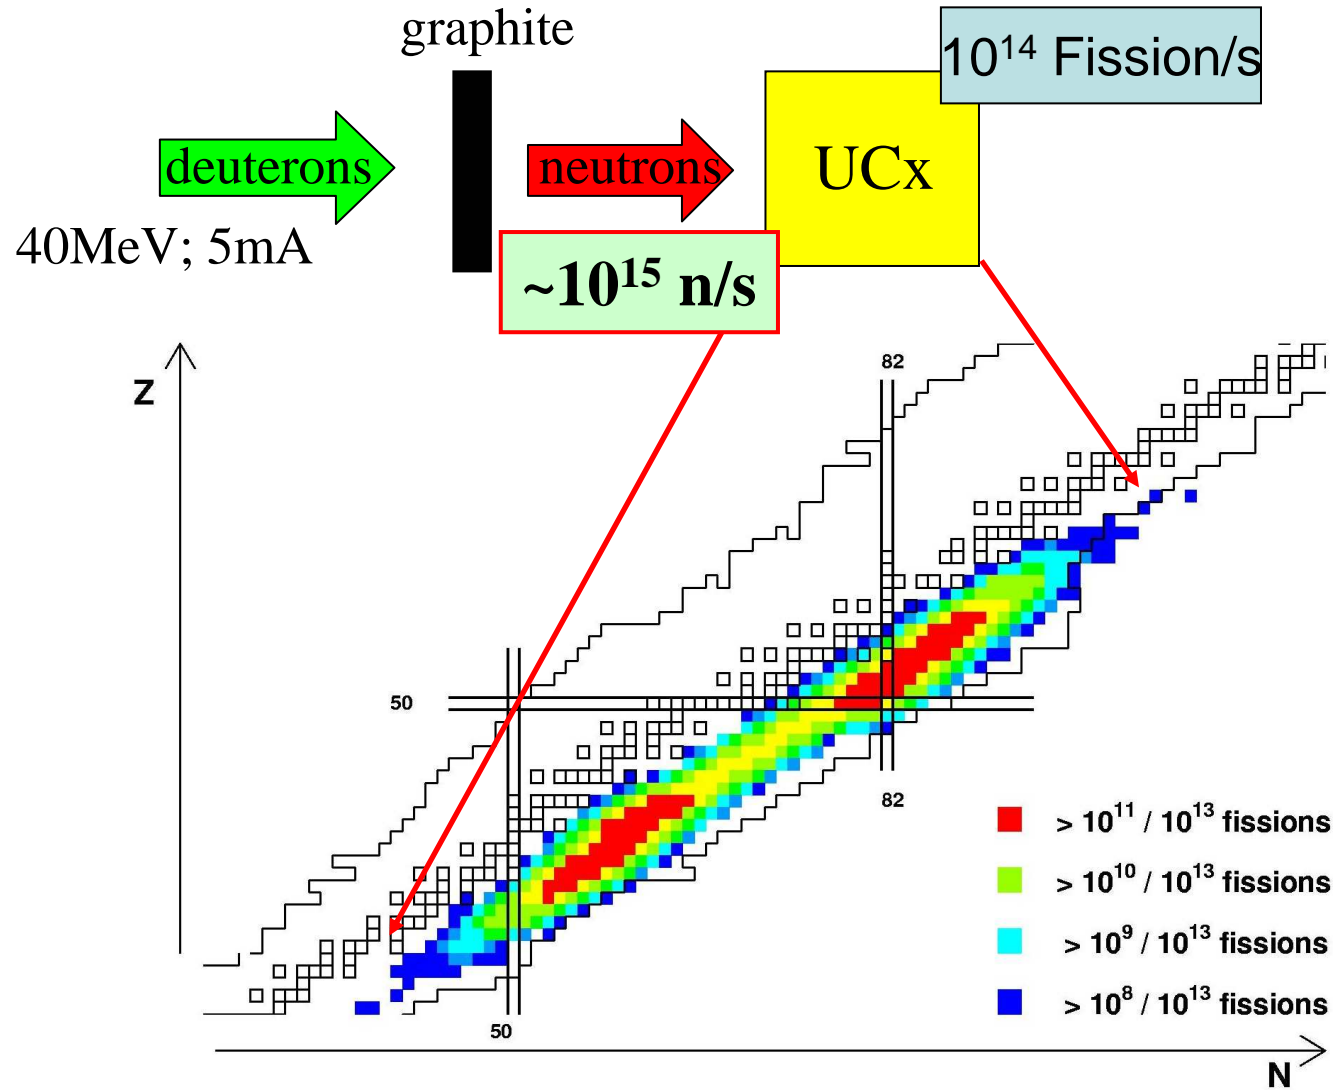 graphite
10¹⁴ Fission/s
deuterons
neutrons
UCx
40MeV; 5mA
~10¹⁵ n/s
82
Z
50
82
> 10¹¹ / 10¹³ fissions
> 10¹⁰ / 10¹³ fissions
> 10⁹ / 10¹³ fissions
> 10⁸ / 10¹³ fissions
50
N